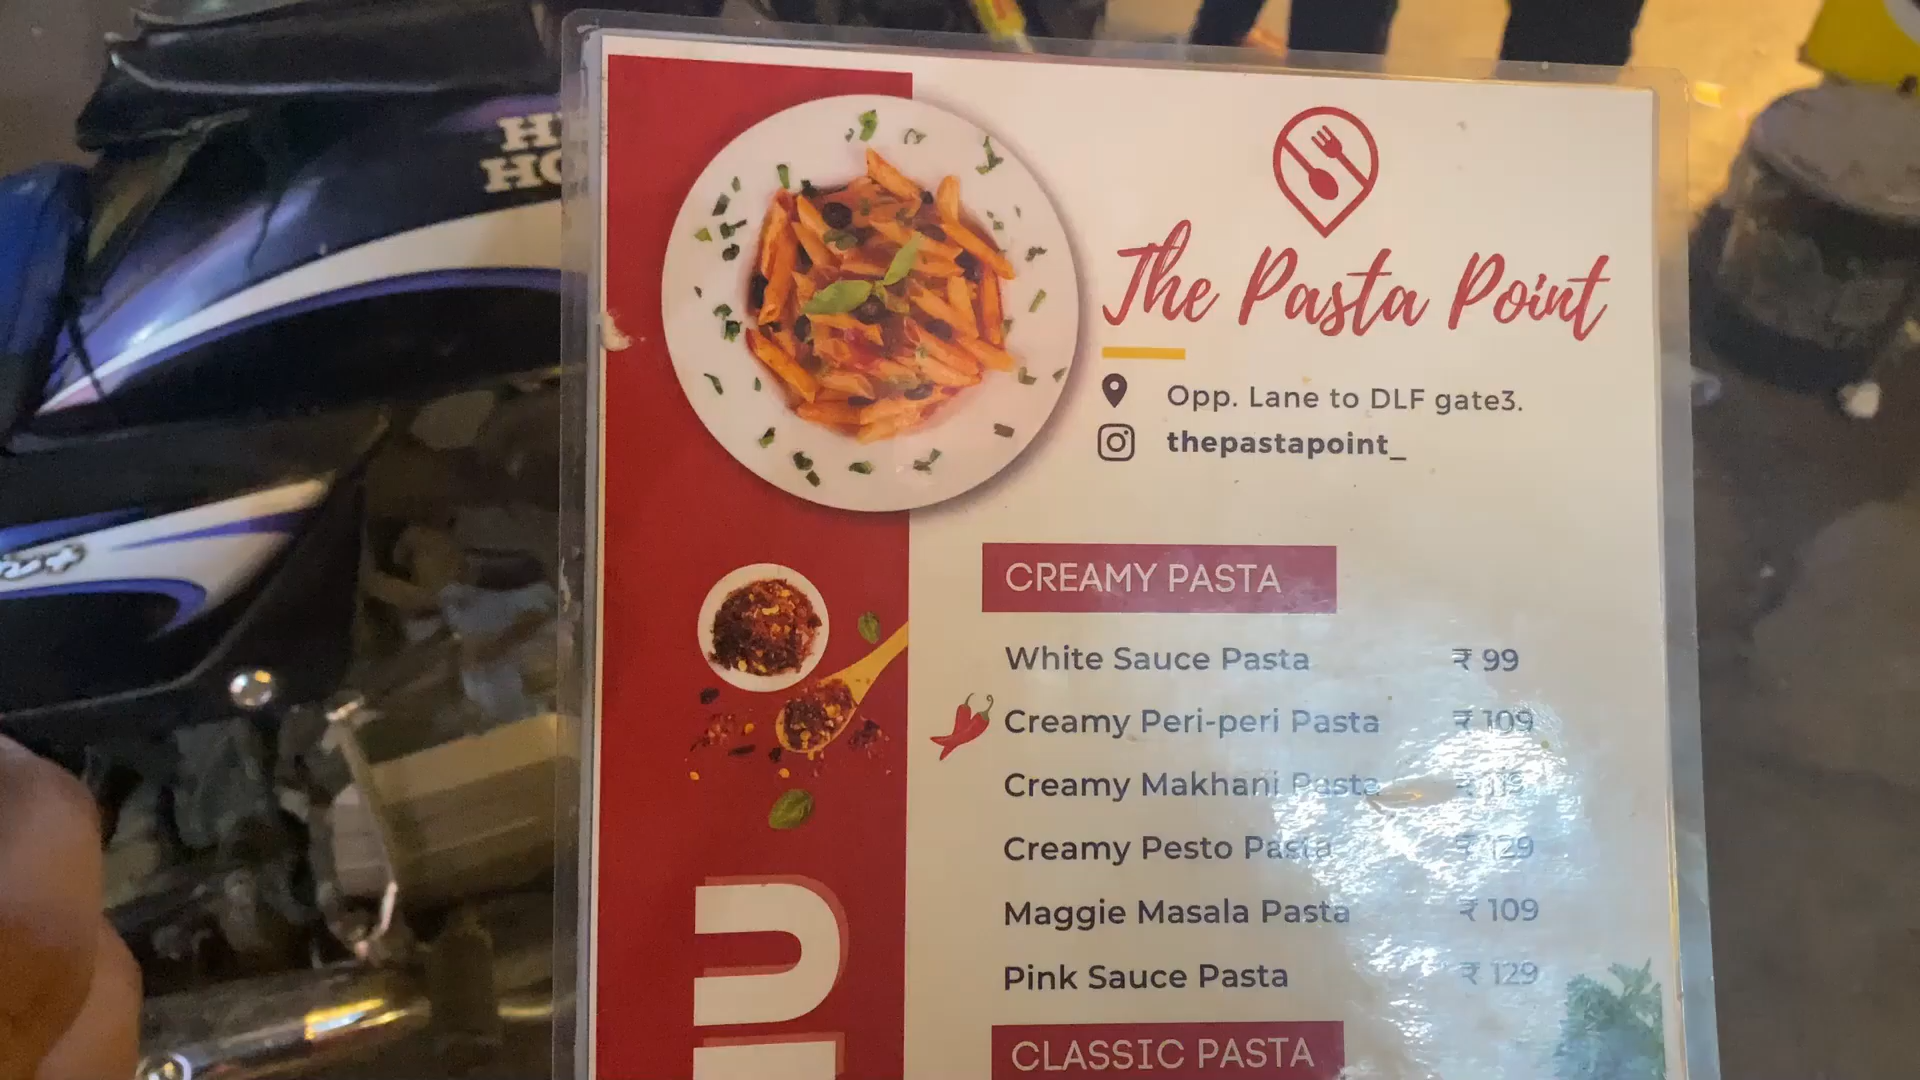 The Pasta Point
Opp. Lane to DLF gate3.
thepastapoint_
CREAMY PASTA
White Sauce Pasta ₹ 99
Creamy Peri-peri Pasta ₹ 109
Creamy Makhani Pasta
Creamy Pesto Pasta ₹ 129
Maggie Masala Pasta ₹ 109
Pink Sauce Pasta ₹ 129
CLASSIC PASTA